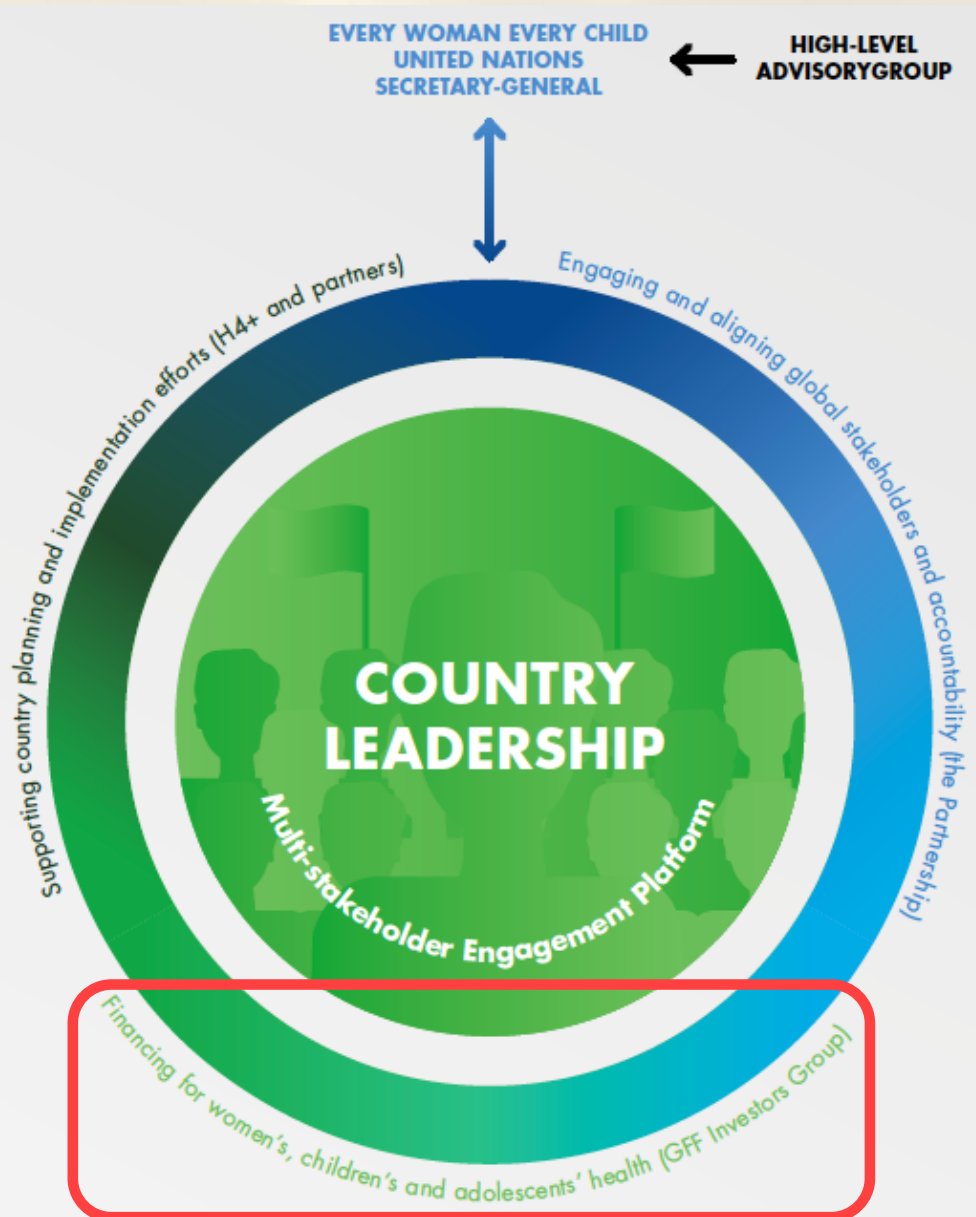 EVERY WOMAN EVERY CHILD
UNITED NATIONS
SECRETARY-GENERAL
HIGH-LEVEL
ADVISORYGROUP
Supporting country planning and implementation efforts (H4+ and partners)
Engaging and aligning global stakeholders and accountability (the Partnership)
COUNTRY
LEADERSHIP
Multi-stakeholder Engagement Platform
Financing for women's, children's and adolescents' health (GFF Investors Group)